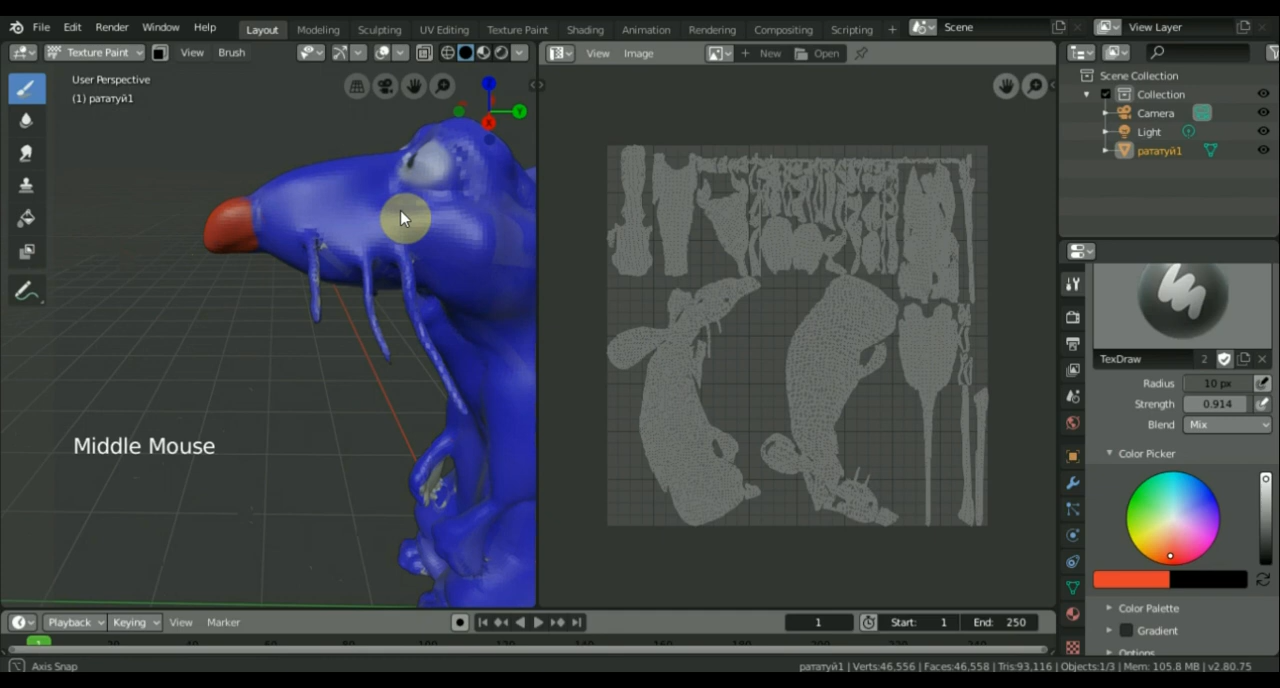 File Edit Render Window Help Layout Modeling Sculpting UV Editing Texture Paint Shading Animation Rendering Compositing Scripting + Scene View Layer
Texture Paint View Brush View Image + New Open
User Perspective
(1) рататуй1
Y
X
Scene Collection
Collection
Camera
Light
рататуй1
Middle Mouse
TexDraw 2
Radius 10 px
Strength 0.914
Blend Mix
Color Picker
Color Palette
Gradient
Options
Playback Keying View Marker 1 Start: 1 End: 250
1
Axis Snap рататуй1 | Verts:46,556 | Faces:46,558 | Tris:93,116 | Objects:1/3 | Mem: 105.8 MB | v2.80.75